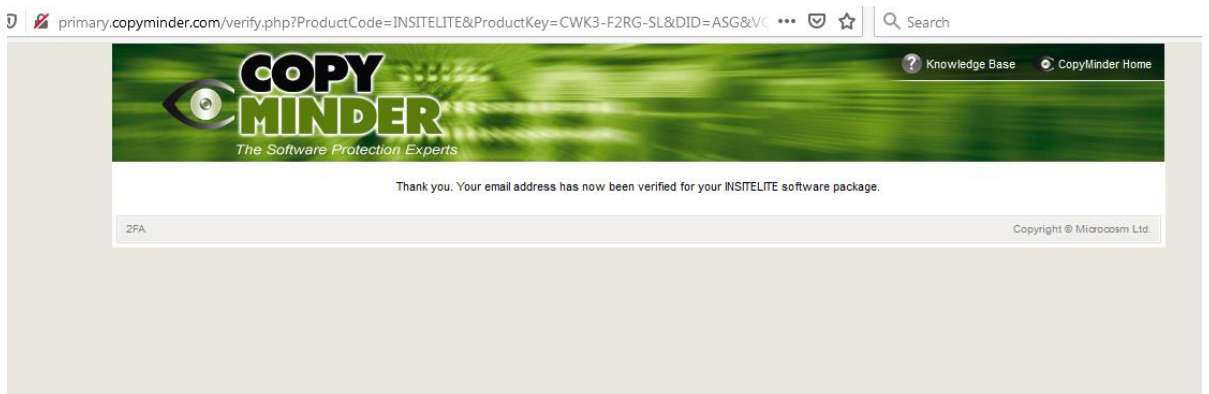 primary.copyminder.com/verify.php?ProductCode=INSITELITE&ProductKey=CWK3-F2RG-SL&DID=ASG&VC
Search
Knowledge Base
CopyMinder Home
COPY
MINDER
The Software Protection Experts
Thank you. Your email address has now been verified for your INSITELITE software package.
2FA
Copyright © Microcosm Ltd.